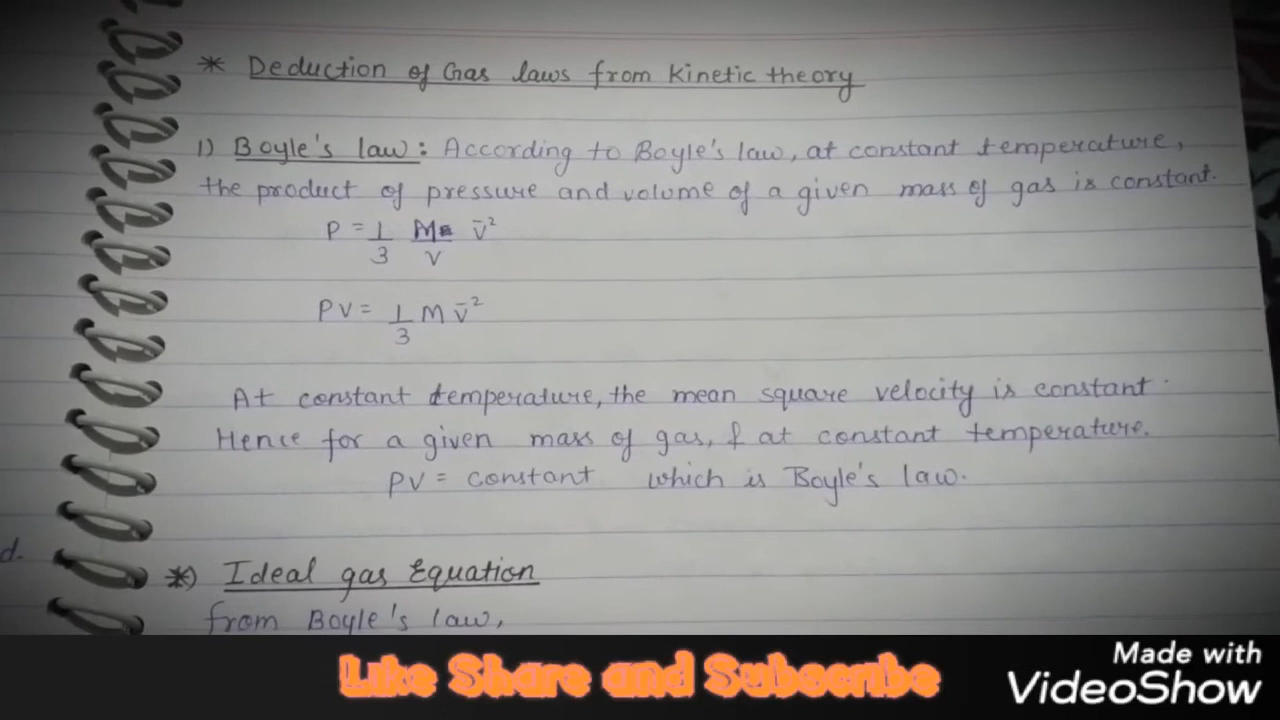 * Deduction of Gas laws from Kinetic theory
1) Boyle's law: According to Boyle's law, at constant temperature,
the product of pressure and volume of a given mass of gas is constant.
P = 1/3 M/V v̄²
PV = 1/3 M v̄²
At constant temperature, the mean square velocity is constant.
Hence for a given mass of gas, & at constant temperature.
PV = constant which is Boyle's law.
d.
*) Ideal gas Equation
from Boyle's law,
Like Share and Subscribe
Made with
VideoShow